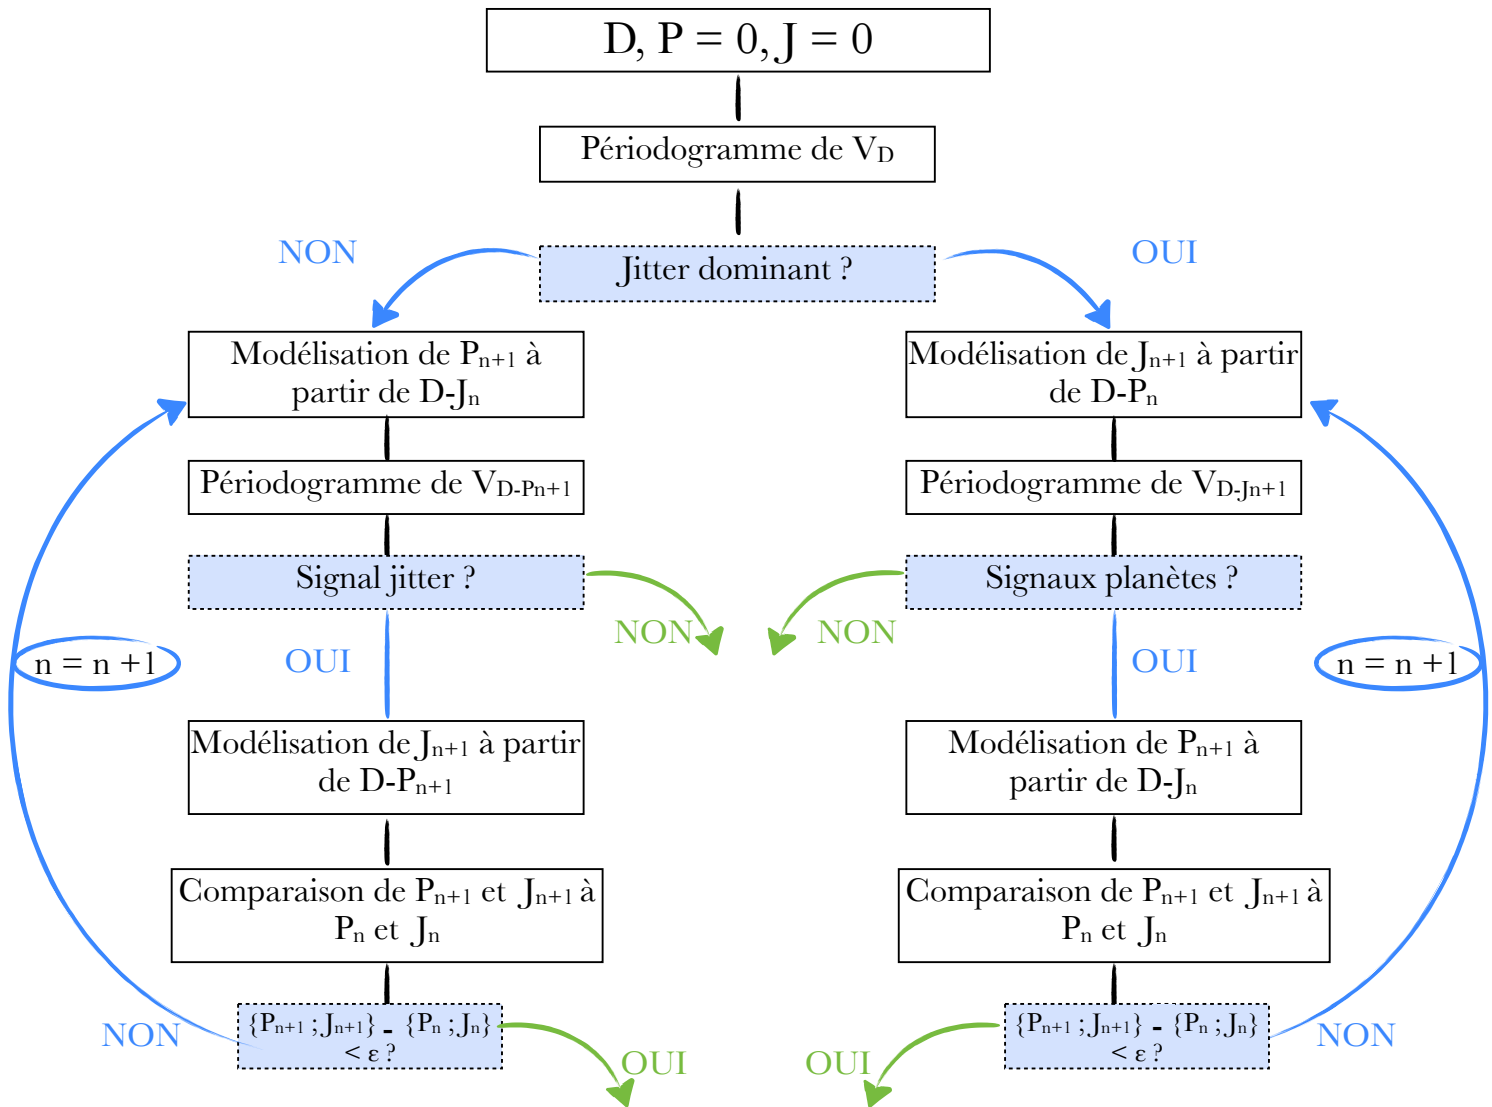 D, P = 0, J = 0
Périodogramme de VD
Jitter dominant ?
NON
OUI
Modélisation de Pn+1 à
partir de D-Jn
Périodogramme de VD-Pn+1
Signal jitter ?
NON
OUI
n = n +1
Modélisation de Jn+1 à partir
de D-Pn+1
Comparaison de Pn+1 et Jn+1 à
Pn et Jn
{Pn+1 ; Jn+1} - {Pn ; Jn}
< ε ?
NON
OUI
Modélisation de Jn+1 à partir
de D-Pn
Périodogramme de VD-Jn+1
Signaux planètes ?
NON
OUI
n = n +1
Modélisation de Pn+1 à
partir de D-Jn
Comparaison de Pn+1 et Jn+1 à
Pn et Jn
{Pn+1 ; Jn+1} - {Pn ; Jn}
< ε ?
OUI
NON